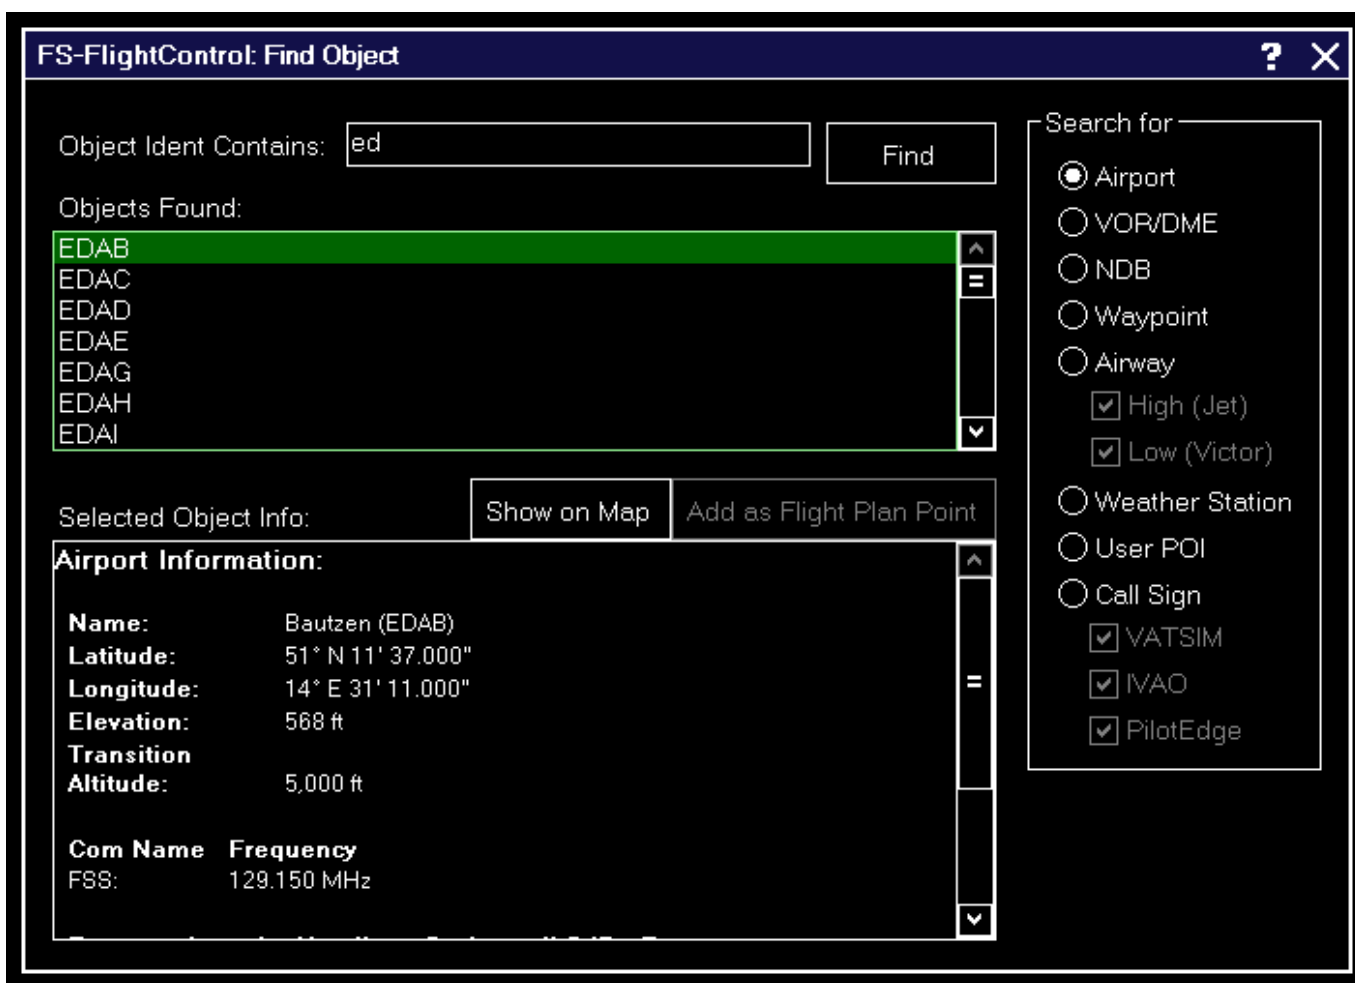 FS-FlightControl: Find Object
Object Ident Contains: ed
Find
Objects Found:
EDAB
EDAC
EDAD
EDAE
EDAG
EDAH
EDAI
Selected Object Info:
Show on Map
Add as Flight Plan Point
Airport Information:
Name: Bautzen (EDAB)
Latitude: 51° N 11' 37.000"
Longitude: 14° E 31' 11.000"
Elevation: 568 ft
Transition
Altitude: 5,000 ft
Com Name Frequency
FSS: 129.150 MHz
Search for
Airport
VOR/DME
NDB
Waypoint
Airway
High (Jet)
Low (Victor)
Weather Station
User POI
Call Sign
VATSIM
IVAO
PilotEdge